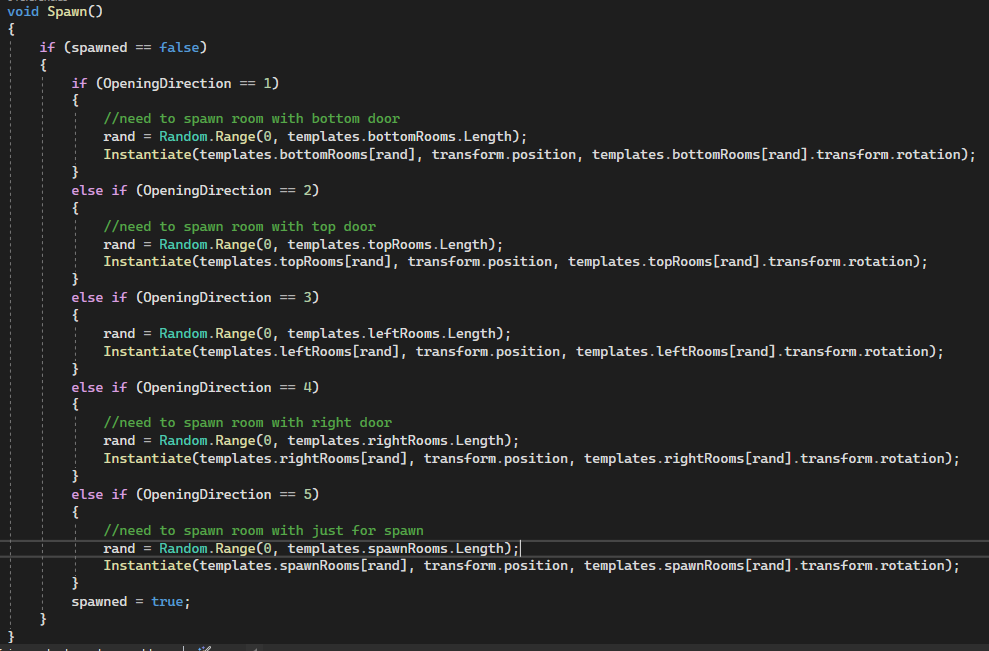 void Spawn()
{
    if (spawned == false)
    {
        if (OpeningDirection == 1)
        {
            //need to spawn room with bottom door
            rand = Random.Range(0, templates.bottomRooms.Length);
            Instantiate(templates.bottomRooms[rand], transform.position, templates.bottomRooms[rand].transform.rotation);
        }
        else if (OpeningDirection == 2)
        {
            //need to spawn room with top door
            rand = Random.Range(0, templates.topRooms.Length);
            Instantiate(templates.topRooms[rand], transform.position, templates.topRooms[rand].transform.rotation);
        }
        else if (OpeningDirection == 3)
        {
            rand = Random.Range(0, templates.leftRooms.Length);
            Instantiate(templates.leftRooms[rand], transform.position, templates.leftRooms[rand].transform.rotation);
        }
        else if (OpeningDirection == 4)
        {
            //need to spawn room with right door
            rand = Random.Range(0, templates.rightRooms.Length);
            Instantiate(templates.rightRooms[rand], transform.position, templates.rightRooms[rand].transform.rotation);
        }
        else if (OpeningDirection == 5)
        {
            //need to spawn room with just for spawn
            rand = Random.Range(0, templates.spawnRooms.Length);
            Instantiate(templates.spawnRooms[rand], transform.position, templates.spawnRooms[rand].transform.rotation);
        }
        spawned = true;
    }
}